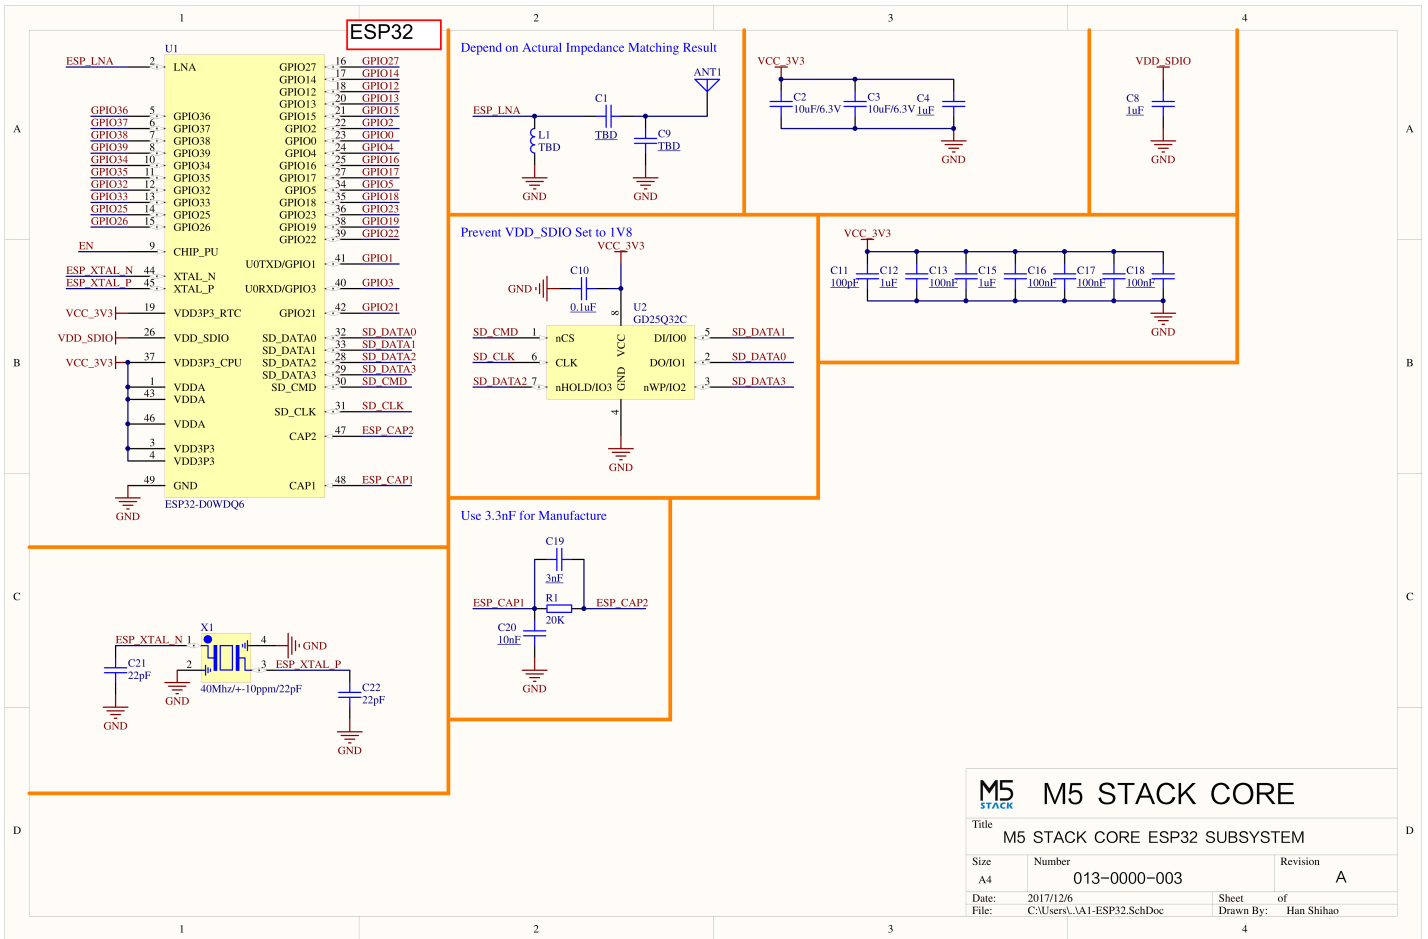 1 2 3 4
ESP32
A
U1
ESP_LNA 2 LNA
GPIO36 5 GPIO36
GPIO37 6 GPIO37
GPIO38 7 GPIO38
GPIO39 8 GPIO39
GPIO34 10 GPIO34
GPIO35 11 GPIO35
GPIO32 12 GPIO32
GPIO33 13 GPIO33
GPIO25 14 GPIO25
GPIO26 15 GPIO26
EN 9 CHIP_PU
ESP_XTAL_N 44 XTAL_N
ESP_XTAL_P 45 XTAL_P
VCC_3V3 19 VDD3P3_RTC
VDD_SDIO 26 VDD_SDIO
VCC_3V3 37 VDD3P3_CPU
1 VDDA
43 VDDA
46 VDDA
3 VDD3P3
4 VDD3P3
49 GND
GND
GPIO27 16 GPIO27
GPIO14 17 GPIO14
GPIO12 18 GPIO12
GPIO13 20 GPIO13
GPIO15 21 GPIO15
GPIO2 22 GPIO2
GPIO0 23 GPIO0
GPIO4 24 GPIO4
GPIO16 25 GPIO16
GPIO17 27 GPIO17
GPIO5 34 GPIO5
GPIO18 35 GPIO18
GPIO23 36 GPIO23
GPIO19 38 GPIO19
GPIO22 39 GPIO22
U0TXD/GPIO1 41 GPIO1
U0RXD/GPIO3 40 GPIO3
GPIO21 42 GPIO21
SD_DATA0 32 SD_DATA0
SD_DATA1 33 SD_DATA1
SD_DATA2 28 SD_DATA2
SD_DATA3 29 SD_DATA3
SD_CMD 30 SD_CMD
SD_CLK 31 SD_CLK
CAP2 47 ESP_CAP2
CAP1 48 ESP_CAP1
ESP32-D0WDQ6
Depend on Actural Impedance Matching Result
ANT1
ESP_LNA
C1
TBD
L1
TBD
C9
TBD
GND GND
VCC_3V3
C2
10uF/6.3V
C3
10uF/6.3V
C4
1uF
GND
VDD_SDIO
C8
1uF
GND
A
Prevent VDD_SDIO Set to 1V8
VCC_3V3
GND
C10
0.1uF
U2
GD25Q32C
8
SD_CMD 1 nCS
SD_CLK 6 CLK
SD_DATA2 7 nHOLD/IO3
VCC
GND
DI/IO0 5 SD_DATA1
DO/IO1 2 SD_DATA0
nWP/IO2 3 SD_DATA3
4
GND
VCC_3V3
C11
100pF
C12
1uF
C13
100nF
C15
1uF
C16
100nF
C17
100nF
C18
100nF
GND
B B
Use 3.3nF for Manufacture
C19
3nF
ESP_CAP1
R1
20K
ESP_CAP2
C20
10nF
GND
C C
ESP_XTAL_N 1
X1
4 GND
C21
22pF
2
GND
3 ESP_XTAL_P
40Mhz/+-10ppm/22pF
C22
22pF
GND
GND
D D
M5
STACK
M5 STACK CORE
Title
M5 STACK CORE ESP32 SUBSYSTEM
Size Number Revision
A4 013-0000-003 A
Date: 2017/12/6 Sheet of
File: C:\Users\..\A1-ESP32.SchDoc Drawn By: Han Shihao
1 2 3 4